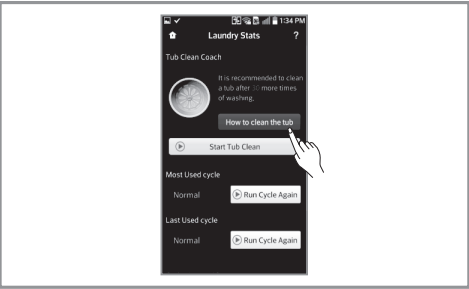 1:34 PM
Laundry Stats ?
Tub Clean Coach
It is recommended to clean
a tub after 30 more times
of washing.
How to clean the tub
Start Tub Clean
Most Used cycle
Normal Run Cycle Again
Last Used cycle
Normal Run Cycle Again